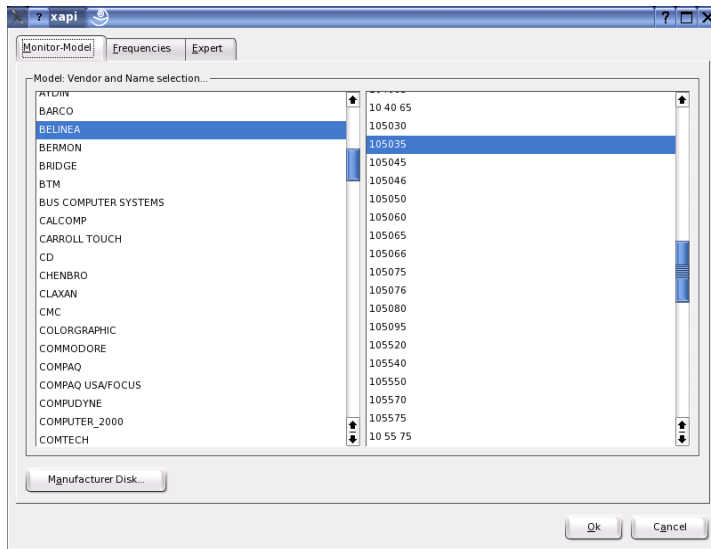 ? xapi ?
Monitor-Model Frequencies Expert
Model: Vendor and Name selection...
AYDIN
BARCO
BELINEA
BERMON
BRIDGE
BTM
BUS COMPUTER SYSTEMS
CALCOMP
CARROLL TOUCH
CD
CHENBRO
CLAXAN
CMC
COLORGRAPHIC
COMMODORE
COMPAQ
COMPAQ USA/FOCUS
COMPUDYNE
COMPUTER_2000
COMTECH
10 40 65
105030
105035
105045
105046
105050
105060
105065
105066
105075
105076
105080
105095
105520
105540
105550
105570
105575
10 55 75
Manufacturer Disk...
Ok Cancel